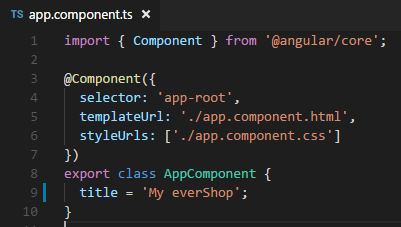 TS app.component.ts ×
1 import { Component } from '@angular/core';
2
3 @Component({
4   selector: 'app-root',
5   templateUrl: './app.component.html',
6   styleUrls: ['./app.component.css']
7 })
8 export class AppComponent {
9   title = 'My everShop';
10 }